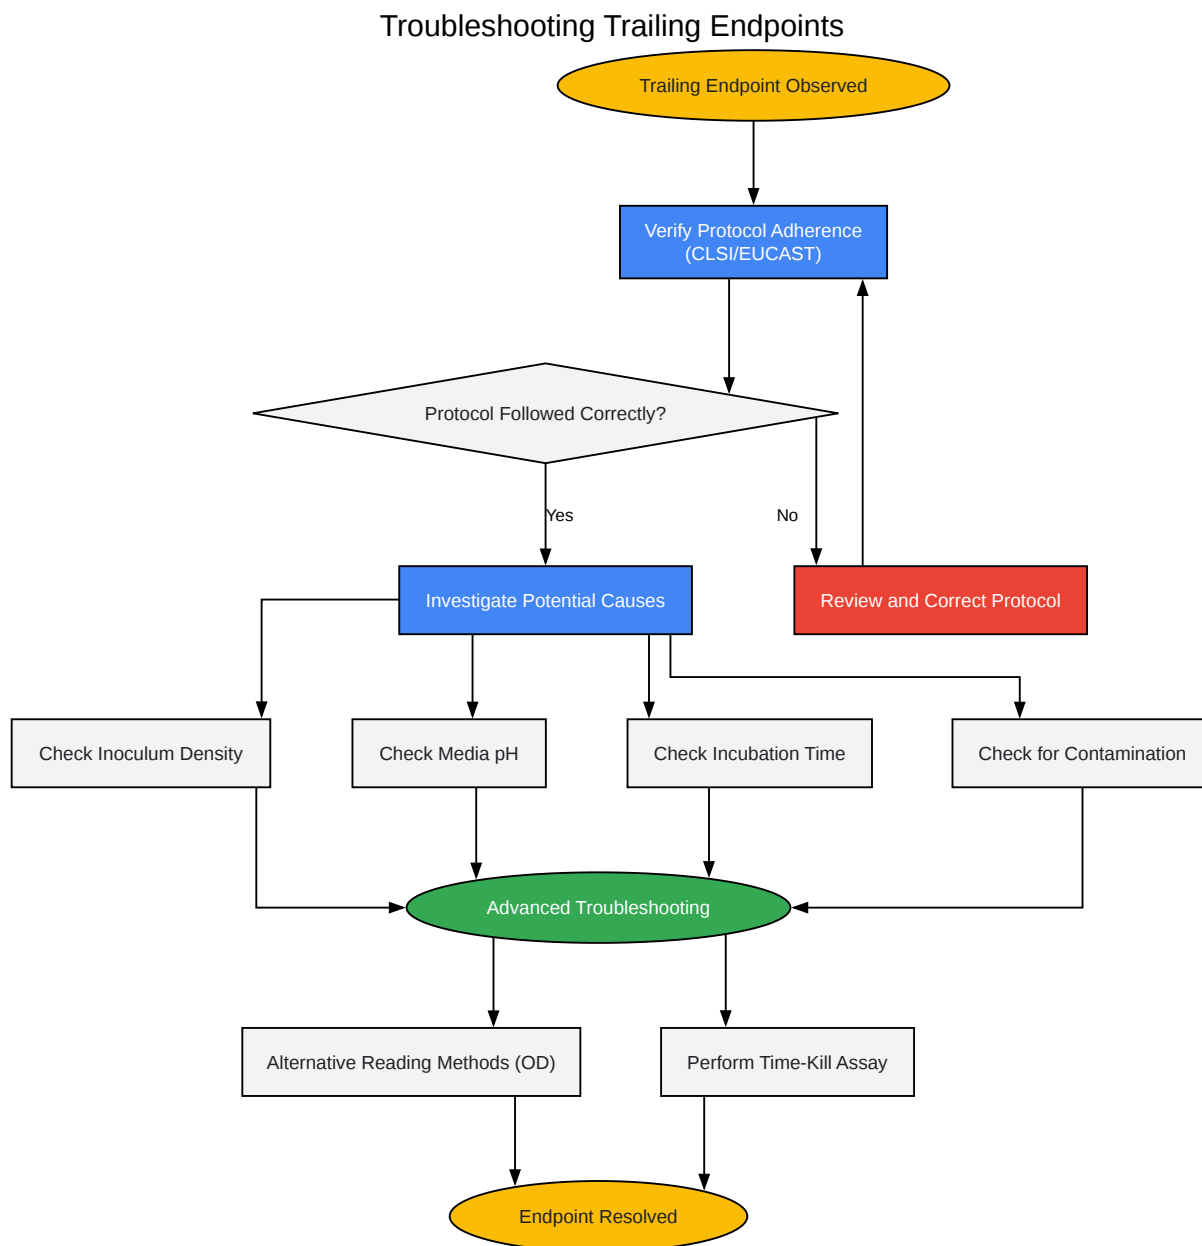 Troubleshooting Trailing Endpoints
Trailing Endpoint Observed
Verify Protocol Adherence
(CLSI/EUCAST)
Protocol Followed Correctly?
Yes
No
Investigate Potential Causes
Review and Correct Protocol
Check Inoculum Density
Check Media pH
Check Incubation Time
Check for Contamination
Advanced Troubleshooting
Alternative Reading Methods (OD)
Perform Time-Kill Assay
Endpoint Resolved